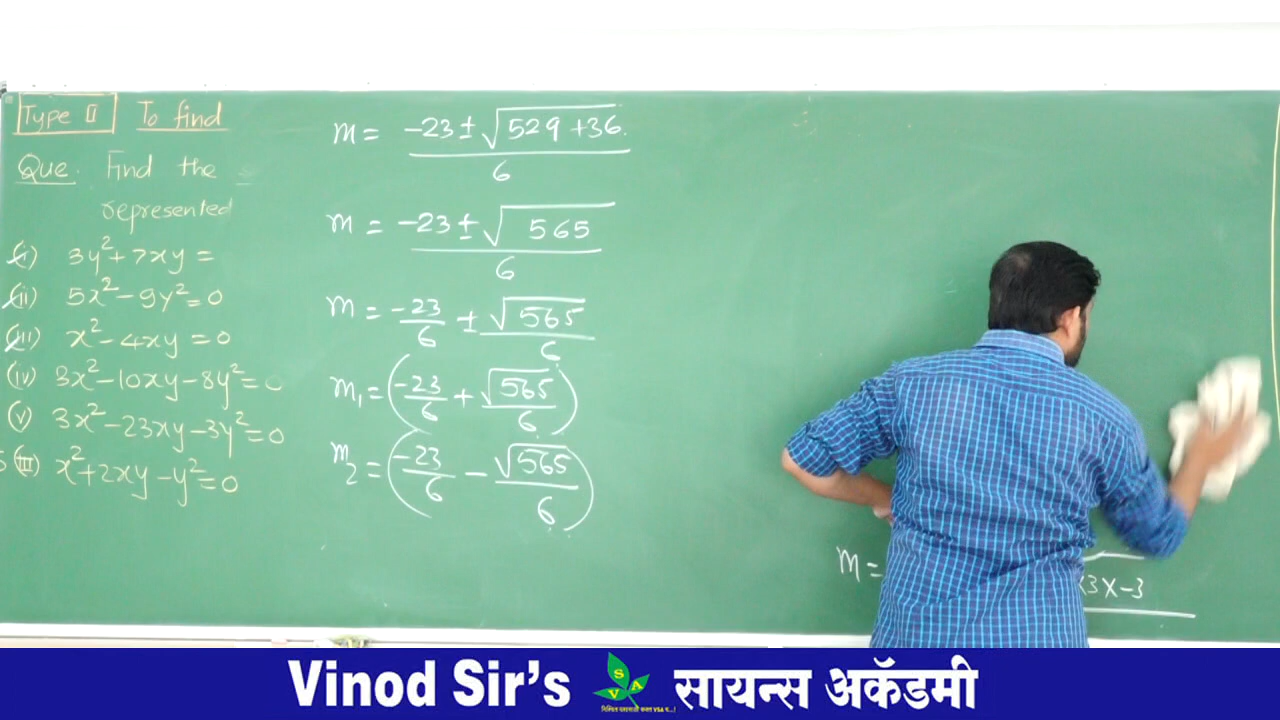 Type II To find
Que. Find the
represented
(i) 3y²+7xy =
(ii) 5x²-9y²=0
(iii) x²-4xy=0
(iv) 3x²-10xy-8y²=0
(v) 3x²-23xy-3y²=0
(iii) x²+2xy-y²=0
m = (-23±√(529+36))/6
m = (-23±√565)/6
m = -23/6 ± √565/6
m₁ = (-23/6 + √565/6)
m₂ = (-23/6 - √565/6)
m =
x3x-3
Vinod Sir's SVA सायन्स अकॅडमी